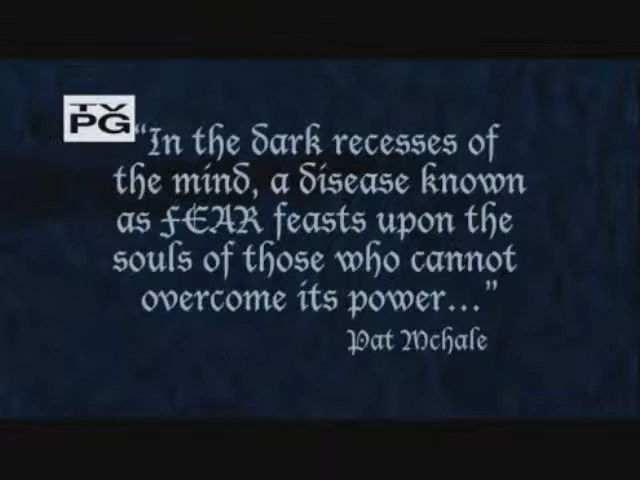 TV
PG
“In the dark recesses of
the mind, a disease known
as FEAR feasts upon the
souls of those who cannot
overcome its power...”
Pat Mchale